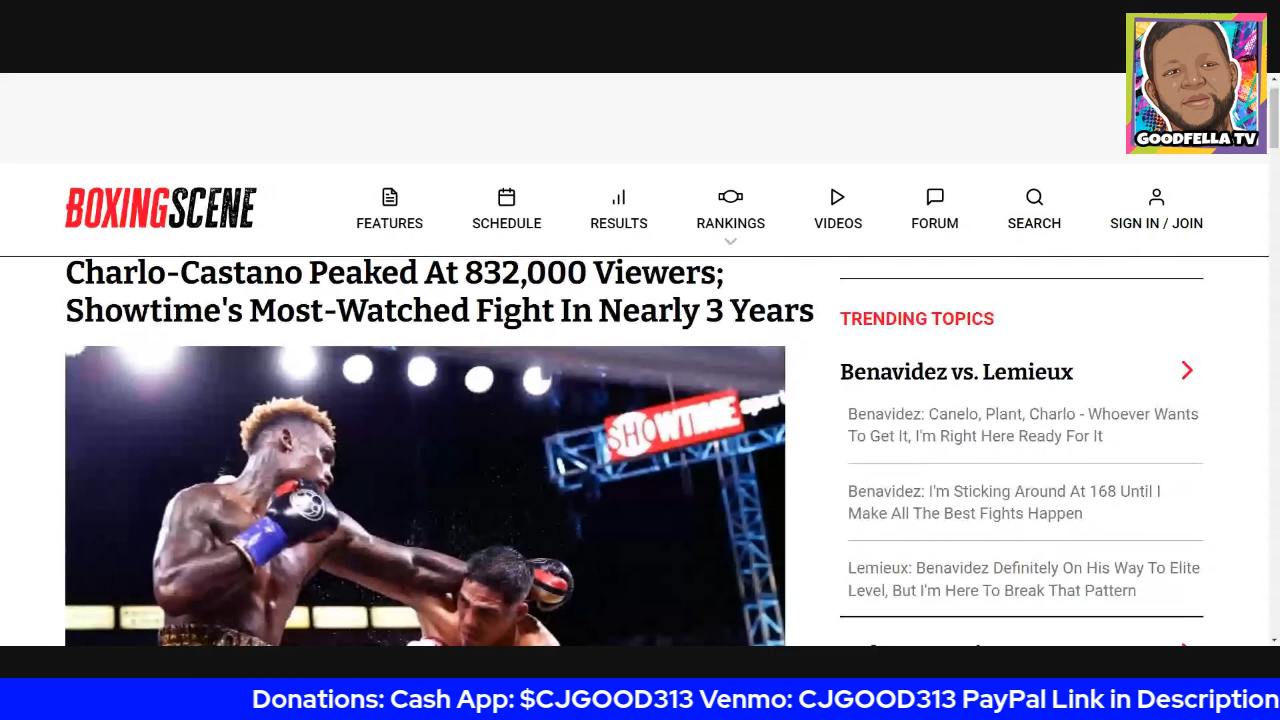 GOODFELLA TV
BOXINGSCENE
FEATURES
SCHEDULE
RESULTS
RANKINGS
VIDEOS
FORUM
SEARCH
SIGN IN / JOIN
Charlo-Castano Peaked At 832,000 Viewers;
Showtime's Most-Watched Fight In Nearly 3 Years
SHOWTIME
TRENDING TOPICS
Benavidez vs. Lemieux
Benavidez: Canelo, Plant, Charlo - Whoever Wants
To Get It, I'm Right Here Ready For It
Benavidez: I'm Sticking Around At 168 Until I
Make All The Best Fights Happen
Lemieux: Benavidez Definitely On His Way To Elite
Level, But I'm Here To Break That Pattern
Donations: Cash App: $CJGOOD313 Venmo: CJGOOD313 PayPal Link in Description